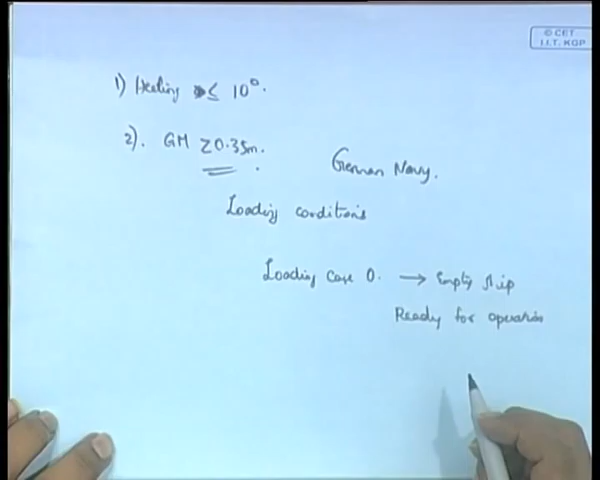 © CET
I.I.T. KGP
1) Heeling ≤ 10°.
2). GM ≥ 0.35m.
German Navy.
Loading conditions
Loading case 0. → Empty ship
Ready for operation